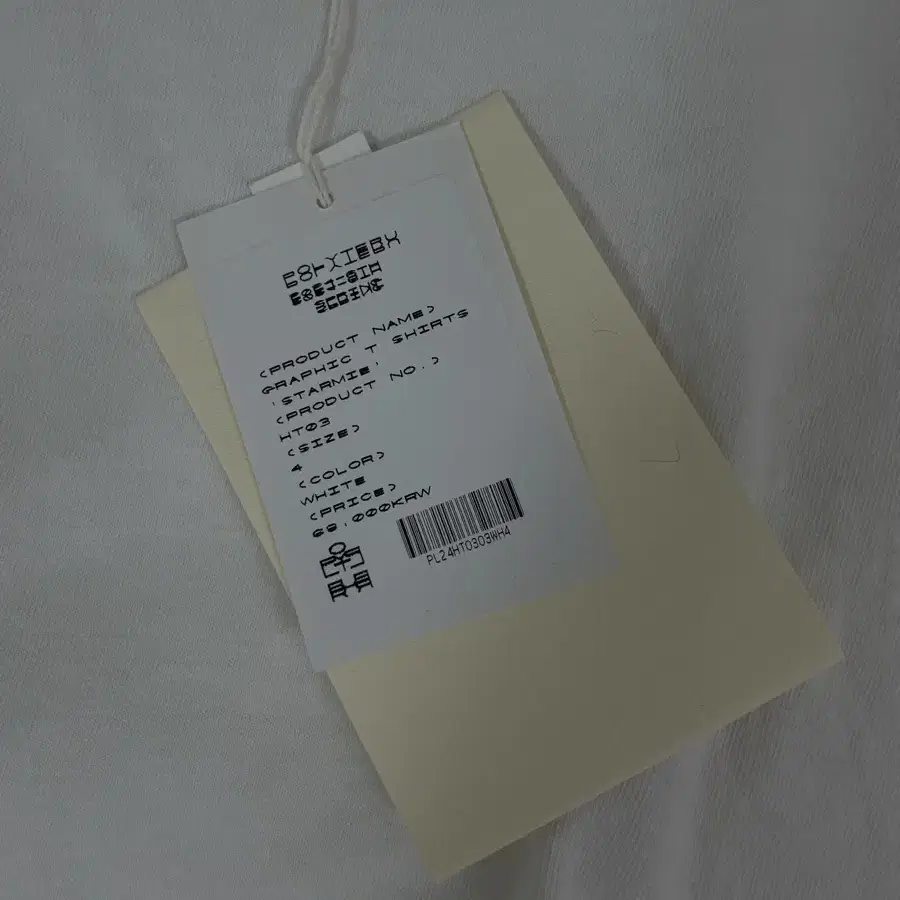 <PRODUCT NAME>
GRAPHIC T SHIRTS
'STARMIE'
<PRODUCT NO.>
HT03
<SIZE>
4
<COLOR>
WHITE
<PRICE>
69,000KRW
PL24HT0303WH4